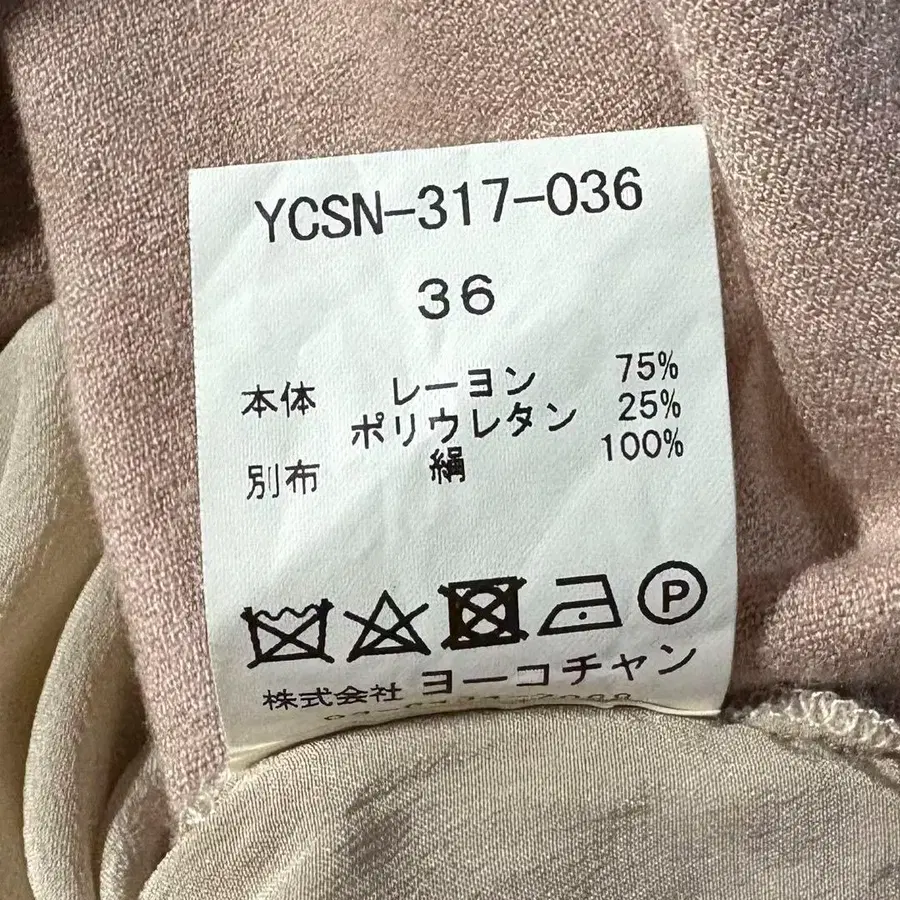 YCSN-317-036
36
本体 レーヨン 75%
ポリウレタン 25%
別布 絹 100%
P
株式会社 ヨーコチャン